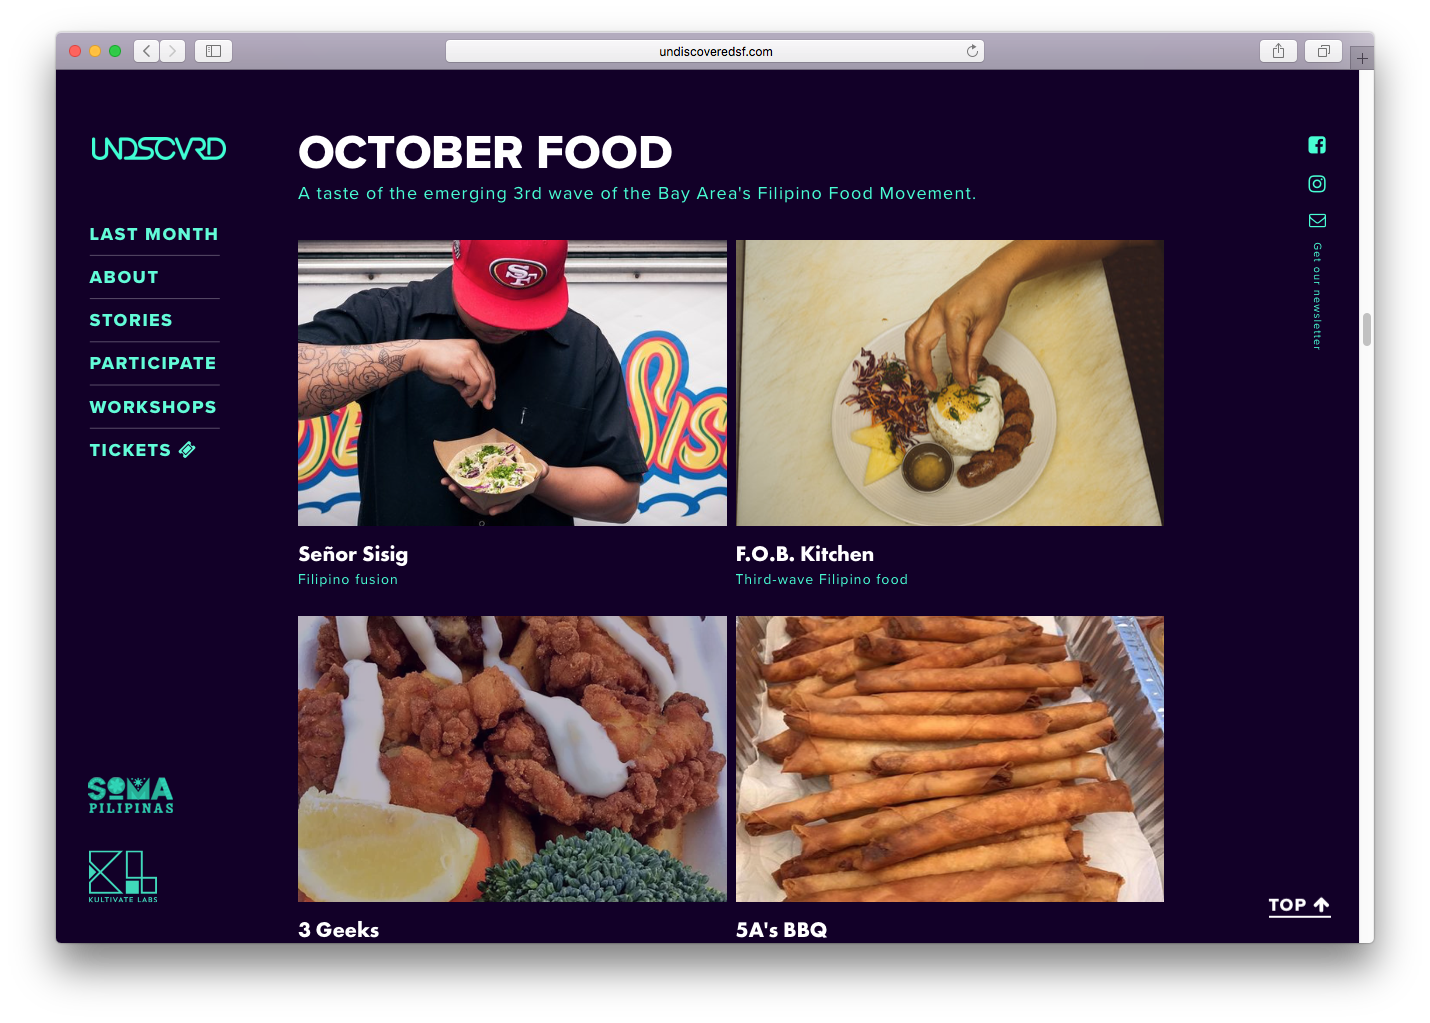 undiscoveredsf.com
UNDSCVRD
LAST MONTH
ABOUT
STORIES
PARTICIPATE
WORKSHOPS
TICKETS
SOMA
PILIPINAS
KULTIVATE LABS
OCTOBER FOOD
A taste of the emerging 3rd wave of the Bay Area's Filipino Food Movement.
SF
Señor Sisig
Filipino fusion
F.O.B. Kitchen
Third-wave Filipino food
3 Geeks
5A's BBQ
Get our newsletter
TOP